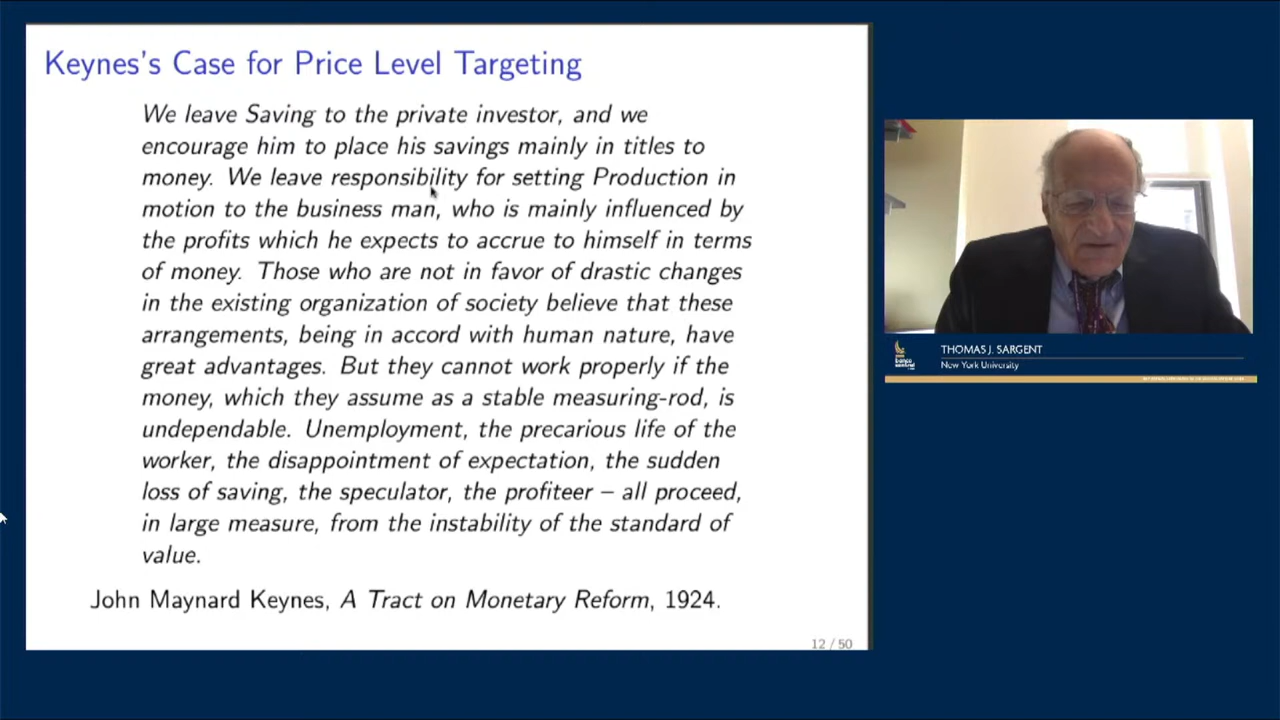 Keynes's Case for Price Level Targeting
We leave Saving to the private investor, and we
encourage him to place his savings mainly in titles to
money. We leave responsibility for setting Production in
motion to the business man, who is mainly influenced by
the profits which he expects to accrue to himself in terms
of money. Those who are not in favor of drastic changes
in the existing organization of society believe that these
arrangements, being in accord with human nature, have
great advantages. But they cannot work properly if the
money, which they assume as a stable measuring-rod, is
undependable. Unemployment, the precarious life of the
worker, the disappointment of expectation, the sudden
loss of saving, the speculator, the profiteer – all proceed,
in large measure, from the instability of the standard of
value.
John Maynard Keynes, A Tract on Monetary Reform, 1924.
12 / 50
THOMAS J. SARGENT
New York University